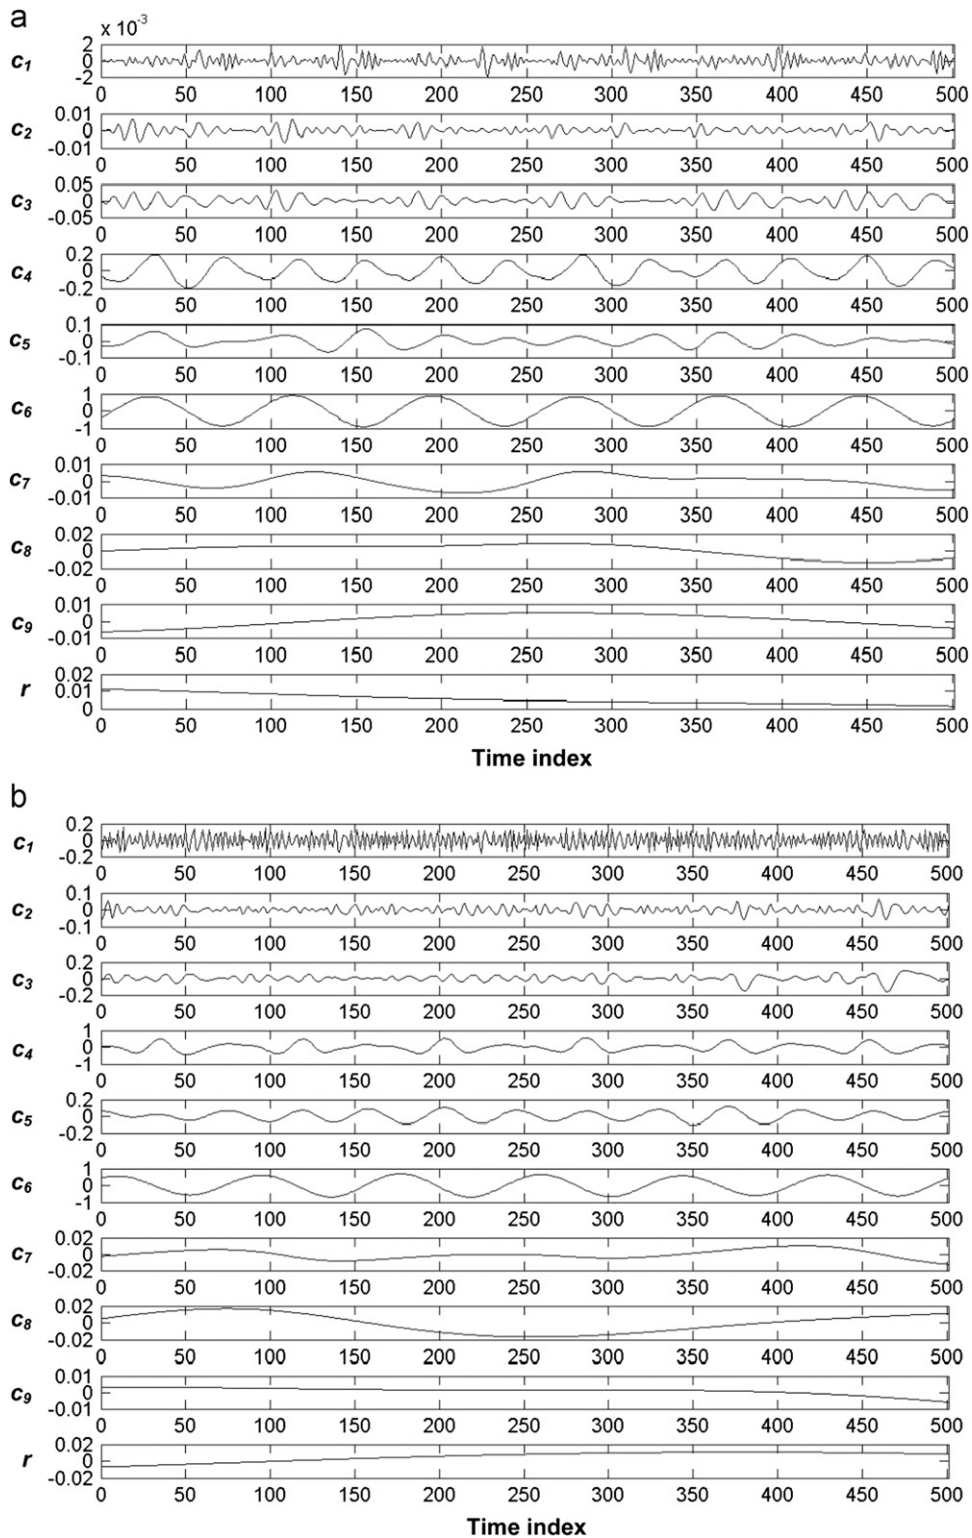 a
x 10-3
c1 2 0 -2
0 50 100 150 200 250 300 350 400 450 500
c2 0.01 0 -0.01
0 50 100 150 200 250 300 350 400 450 500
c3 0.05 0 -0.05
0 50 100 150 200 250 300 350 400 450 500
c4 0.2 0 -0.2
0 50 100 150 200 250 300 350 400 450 500
c5 0.1 0 -0.1
0 50 100 150 200 250 300 350 400 450 500
c6 1 0 -1
0 50 100 150 200 250 300 350 400 450 500
c7 0.01 0 -0.01
0 50 100 150 200 250 300 350 400 450 500
c8 0.02 0 -0.02
0 50 100 150 200 250 300 350 400 450 500
c9 0.01 0 -0.01
0 50 100 150 200 250 300 350 400 450 500
r 0.02 0.01 0
0 50 100 150 200 250 300 350 400 450 500
Time index
b
c1 0.2 0 -0.2
0 50 100 150 200 250 300 350 400 450 500
c2 0.1 0 -0.1
0 50 100 150 200 250 300 350 400 450 500
c3 0.2 0 -0.2
0 50 100 150 200 250 300 350 400 450 500
c4 1 0 -1
0 50 100 150 200 250 300 350 400 450 500
c5 0.2 0 -0.2
0 50 100 150 200 250 300 350 400 450 500
c6 1 0 -1
0 50 100 150 200 250 300 350 400 450 500
c7 0.02 0 -0.02
0 50 100 150 200 250 300 350 400 450 500
c8 0.02 0 -0.02
0 50 100 150 200 250 300 350 400 450 500
c9 0.01 0 -0.01
0 50 100 150 200 250 300 350 400 450 500
r 0.02 0 -0.02
0 50 100 150 200 250 300 350 400 450 500
Time index